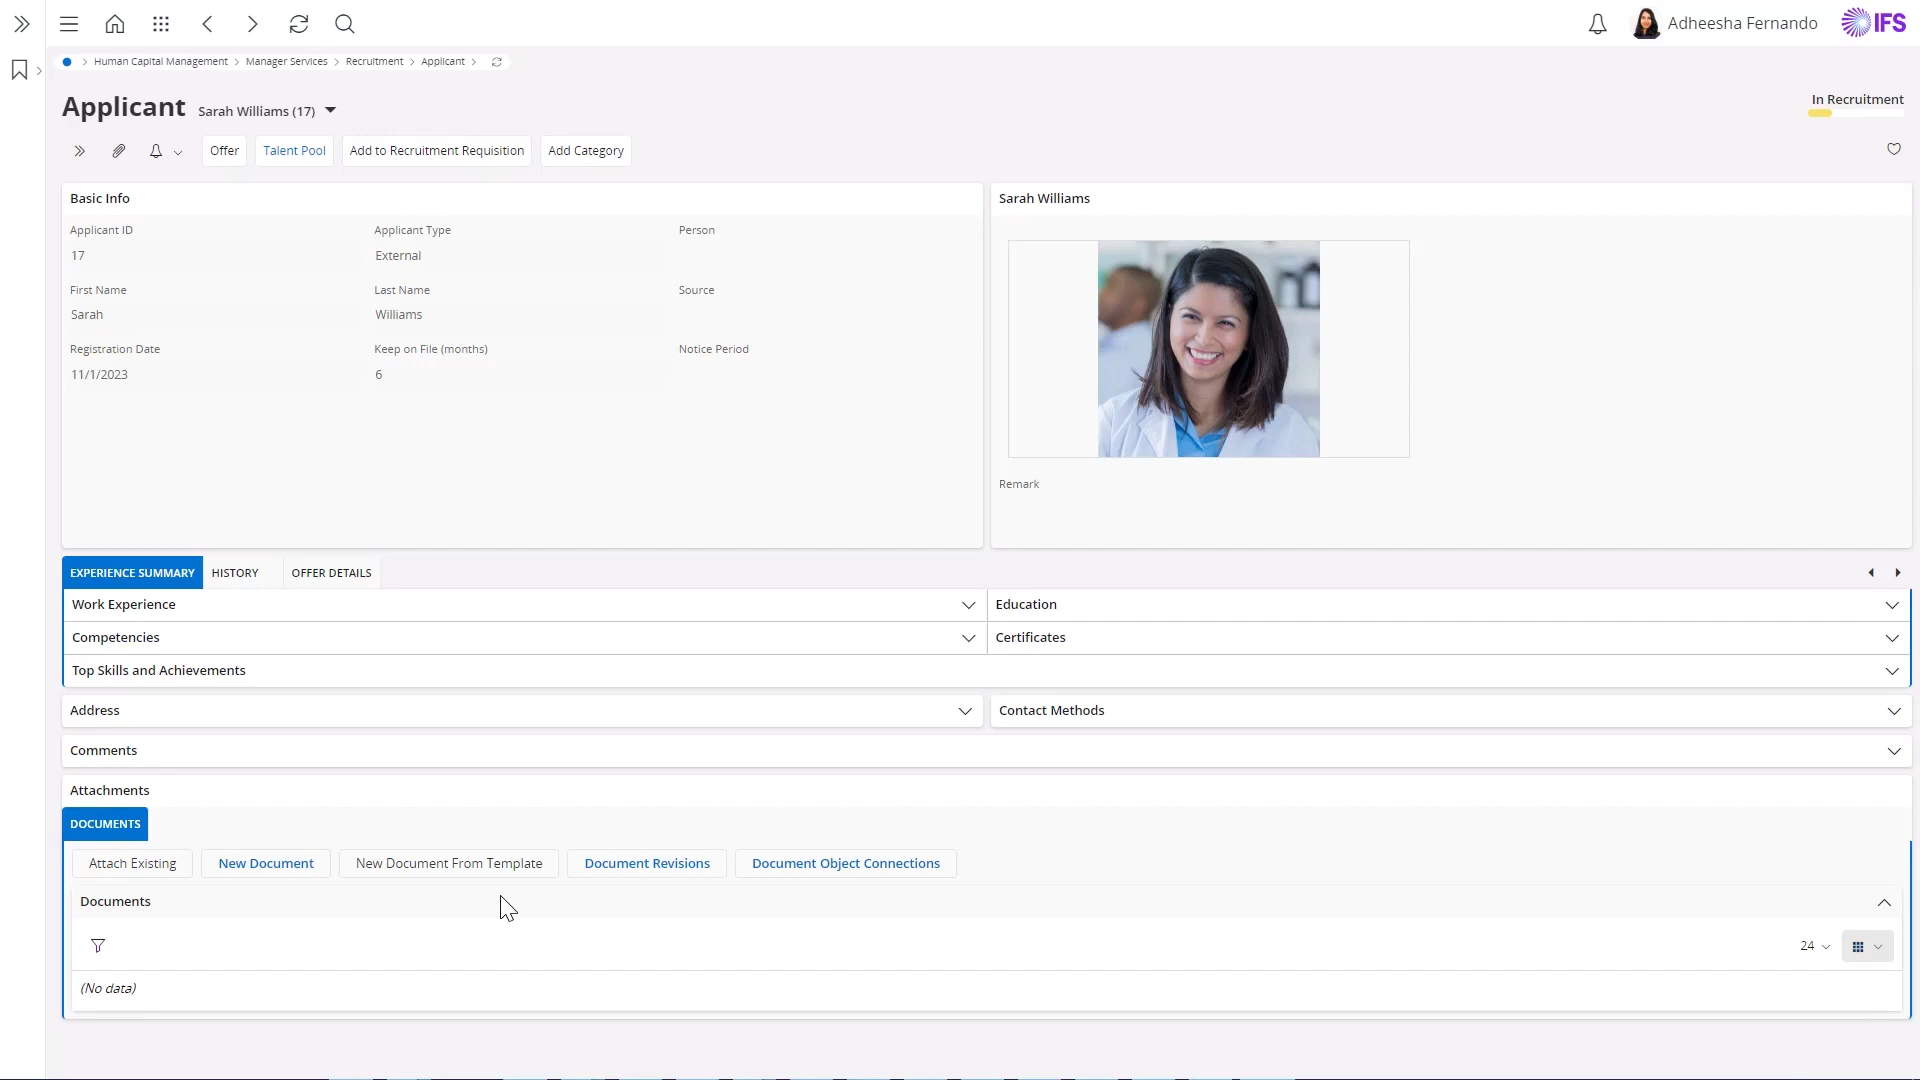 Adheesha Fernando
IFS
Human Capital Management
Manager Services
Recruitment
Applicant
Applicant
Sarah Williams (17)
In Recruitment
Offer
Talent Pool
Add to Recruitment Requisition
Add Category
Basic Info
Applicant ID
Applicant Type
Person
17
External
First Name
Last Name
Source
Sarah
Williams
Registration Date
Keep on File (months)
Notice Period
11/1/2023
6
Sarah Williams
Remark
EXPERIENCE SUMMARY
HISTORY
OFFER DETAILS
Work Experience
Education
Competencies
Certificates
Top Skills and Achievements
Address
Contact Methods
Comments
Attachments
DOCUMENTS
Attach Existing
New Document
New Document From Template
Document Revisions
Document Object Connections
Documents
24
(No data)